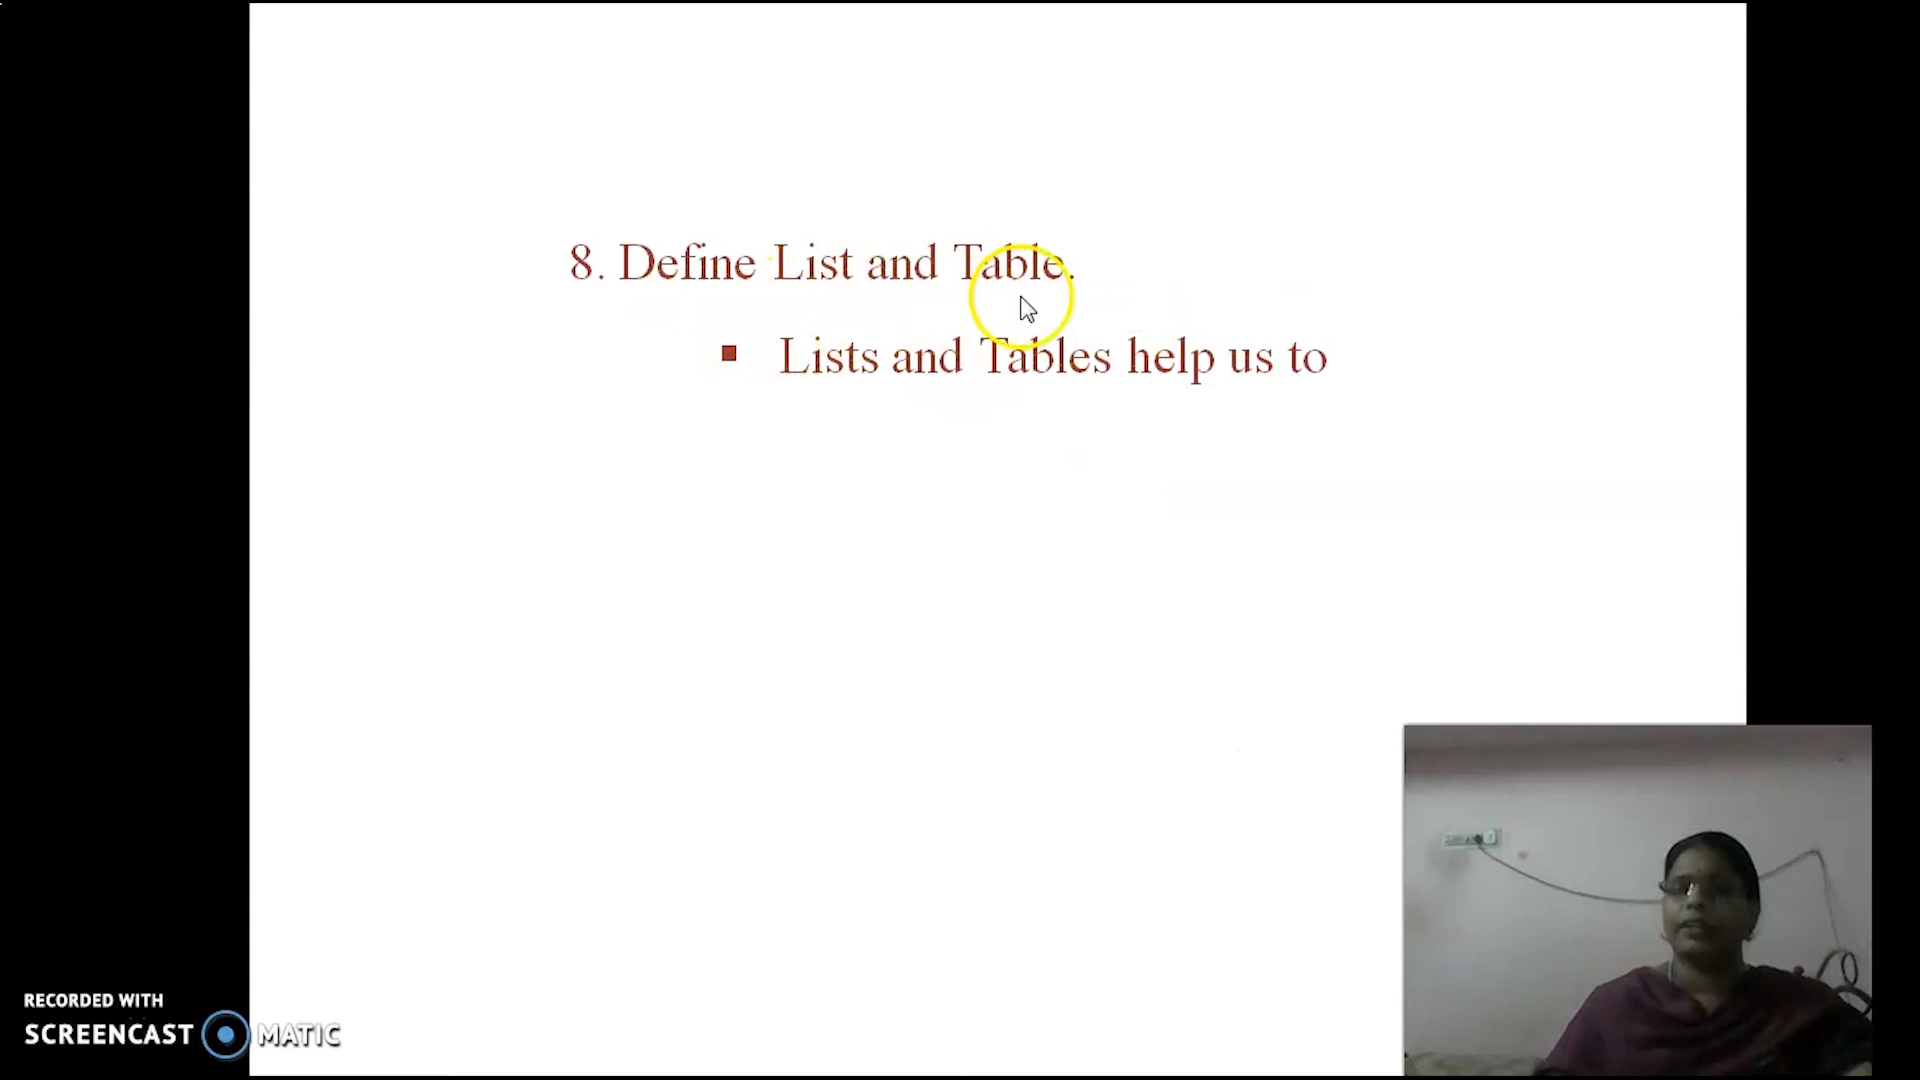 8. Define List and Table.
▪ Lists and Tables help us to
RECORDED WITH
SCREENCAST MATIC